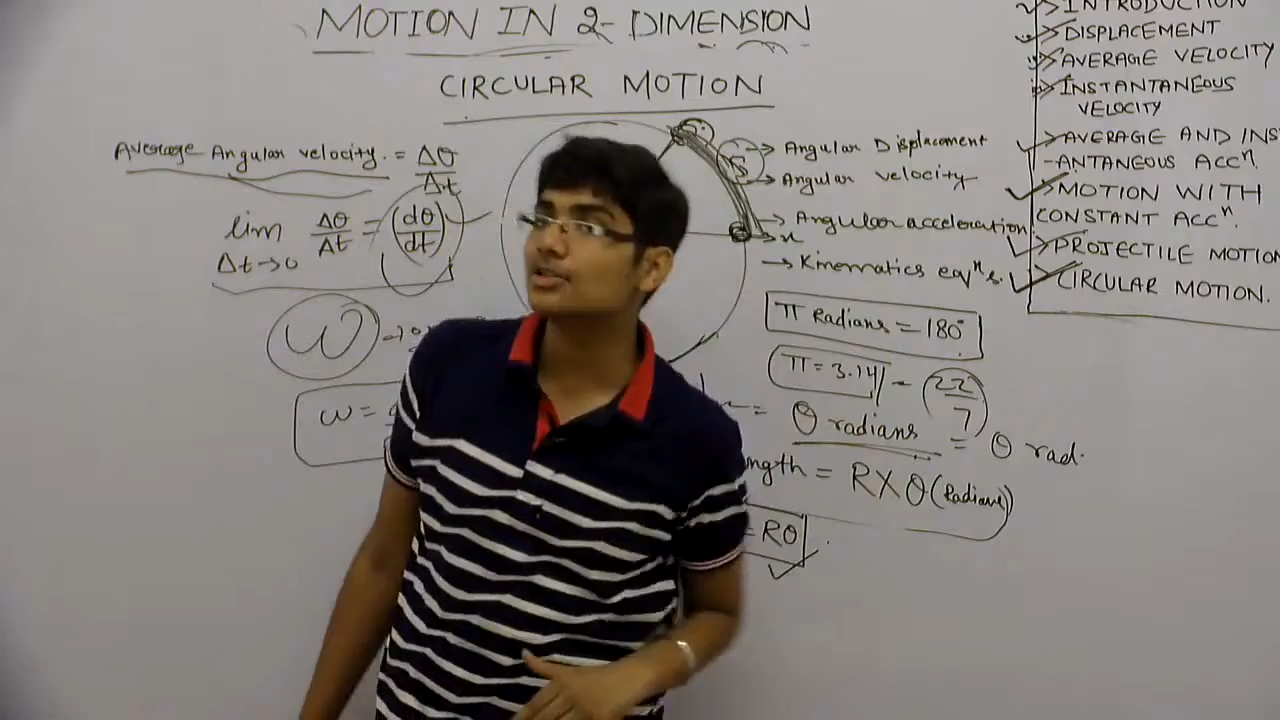 MOTION IN 2- DIMENSION
CIRCULAR MOTION
Average Angular velocity. = Δθ/Δt
lim Δt→0 Δθ/Δt = (dθ/dt)
ω →
ω =
S
→ Angular Displacment
→ Angular velocity
→ Angular acceleration
x
→ Kinematics eqⁿs.
π Radians = 180°
π = 3.14 - 22/7
= θ radians = θ rad.
ngth = R X θ (Radians)
= Rθ
> INTRODUCTION
> DISPLACEMENT
> AVERAGE VELOCITY
> INSTANTANEOUS
VELOCITY
> AVERAGE AND INS
-ANTANEOUS ACCⁿ.
> MOTION WITH
CONSTANT ACCⁿ.
> PROJECTILE MOTION
> CIRCULAR MOTION.